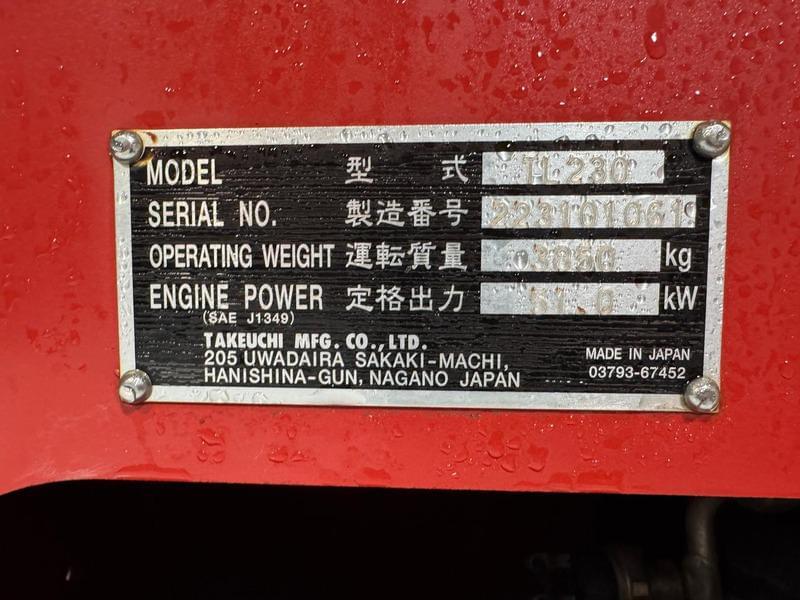 MODEL 型式 TL230
SERIAL NO. 製造番号 223101061
OPERATING WEIGHT 運転質量 kg
ENGINE POWER 定格出力 51.0 kW
(SAE J1349)
TAKEUCHI MFG. CO., LTD.
205 UWADAIRA SAKAKI-MACHI,
HANISHINA-GUN, NAGANO JAPAN
MADE IN JAPAN
03793-67452